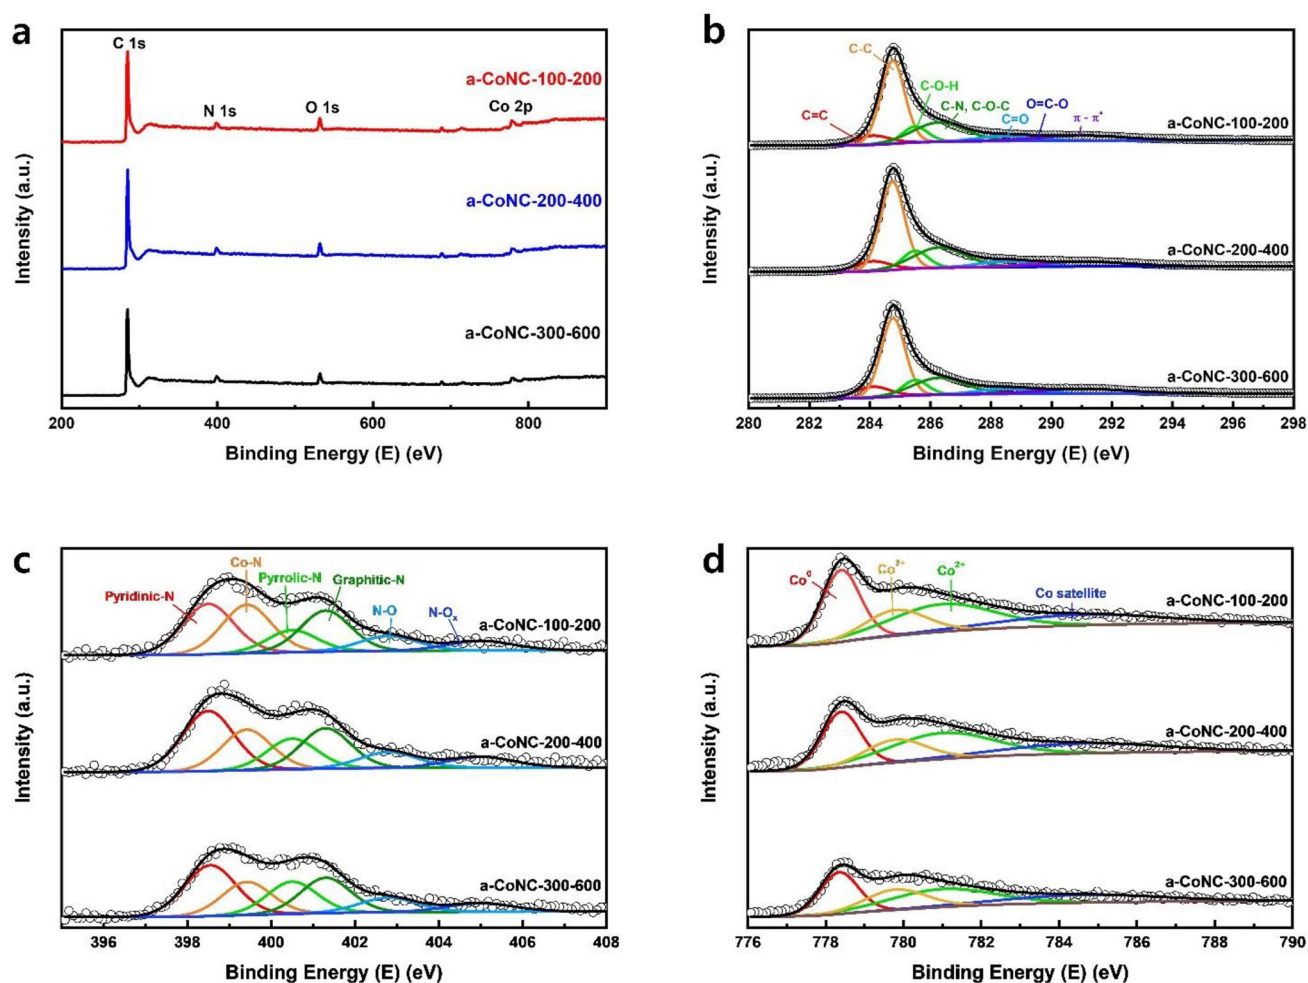 a
C 1s
a-CoNC-100-200
N 1s
O 1s
Co 2p
a-CoNC-200-400
a-CoNC-300-600
Intensity (a.u.)
200
400
600
800
Binding Energy (E) (eV)
b
C-C
C-O-H
C-N, C-O-C
O=C-O
C=C
C=O
π - π*
a-CoNC-100-200
a-CoNC-200-400
a-CoNC-300-600
Intensity (a.u.)
280
282
284
286
288
290
292
294
296
298
Binding Energy (E) (eV)
c
Co-N
Pyrrolic-N
Graphitic-N
Pyridinic-N
N-O
N-Oₓ
a-CoNC-100-200
a-CoNC-200-400
a-CoNC-300-600
Intensity (a.u.)
396
398
400
402
404
406
408
Binding Energy (E) (eV)
d
Co⁰
Co³⁺
Co²⁺
Co satellite
a-CoNC-100-200
a-CoNC-200-400
a-CoNC-300-600
Intensity (a.u.)
776
778
780
782
784
786
788
790
Binding Energy (E) (eV)